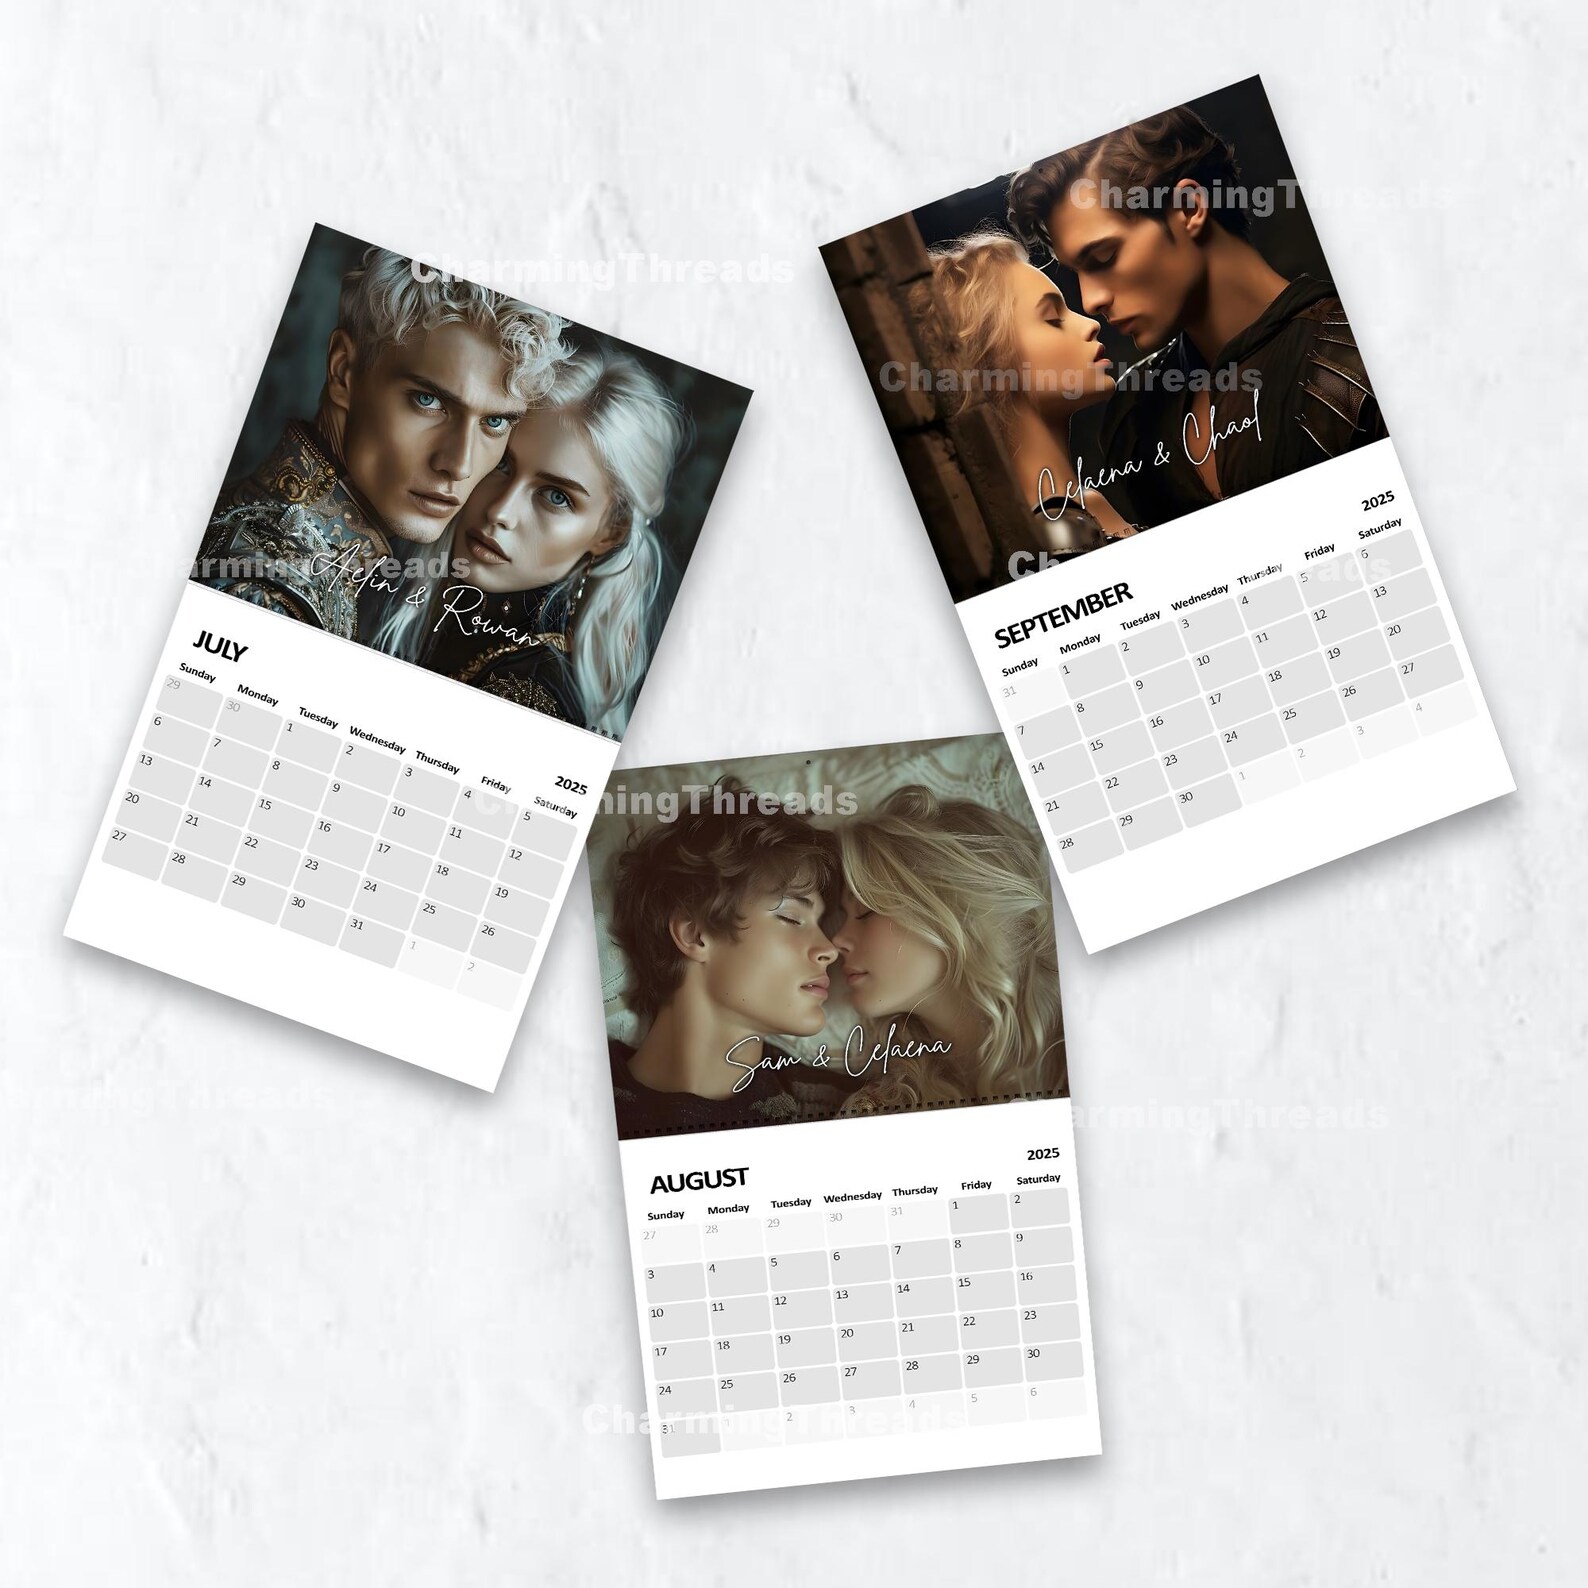 CharmingThreads
Aelin & Rowan
JULY
2025
Sunday Monday Tuesday Wednesday Thursday Friday Saturday
29 30 1 2 3 4 5
6 7 8 9 10 11 12
13 14 15 16 17 18 19
20 21 22 23 24 25 26
27 28 29 30 31 1 2
CharmingThreads
CharmingThreads
Celaena & Chaol
SEPTEMBER
2025
Sunday Monday Tuesday Wednesday Thursday Friday Saturday
31 1 2 3 4 5 6
7 8 9 10 11 12 13
14 15 16 17 18 19 20
21 22 23 24 25 26 27
28 29 30 1 2 3 4
CharmingThreads
Sam & Celaena
AUGUST
2025
Sunday Monday Tuesday Wednesday Thursday Friday Saturday
27 28 29 30 31 1 2
3 4 5 6 7 8 9
10 11 12 13 14 15 16
17 18 19 20 21 22 23
24 25 26 27 28 29 30
31 2 3 4 5 6
CharmingThreads
CharmingThreads